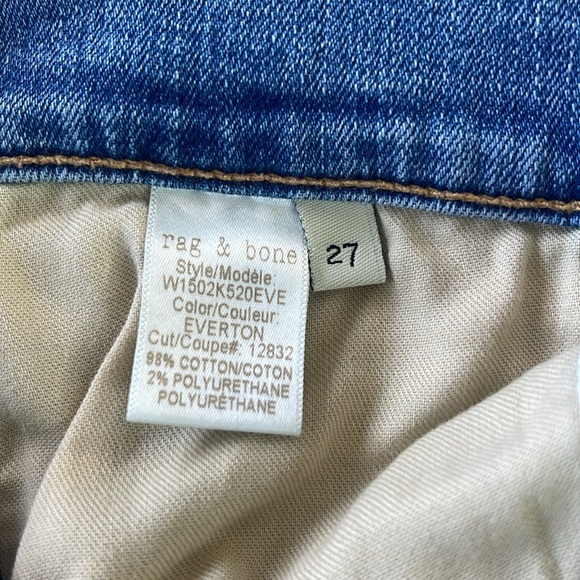 rag & bone
Style/Modèle:
W1502K520EVE
Color/Couleur:
EVERTON
Cut/Coupe#: 12832
98% COTTON/COTON
2% POLYURETHANE
POLYURÉTHANE
27